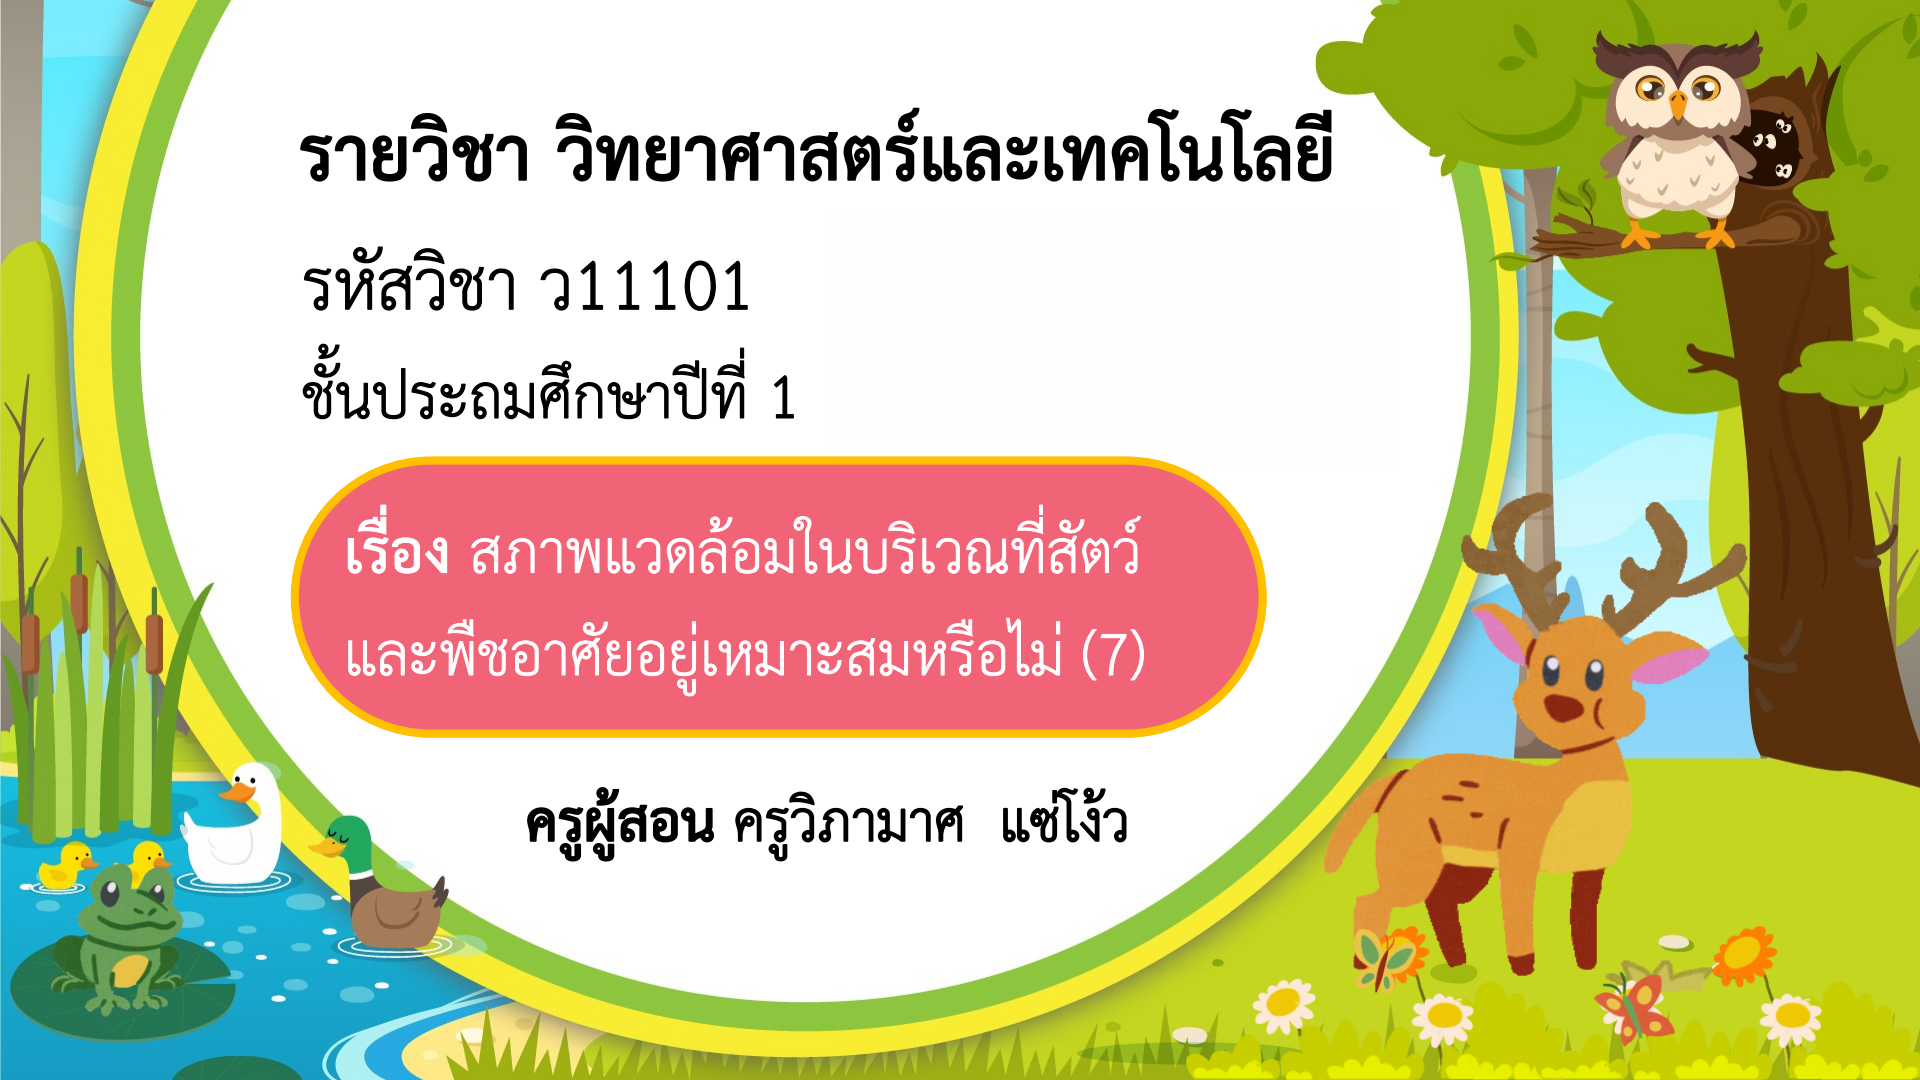 รายวิชา วิทยาศาสตร์และเทคโนโลยี
รหัสวิชา ว11101
ชั้นประถมศึกษาปีที่ 1
เรื่อง สภาพแวดล้อมในบริเวณที่สัตว์
และพืชอาศัยอยู่เหมาะสมหรือไม่ (7)
ครูผู้สอน ครูวิภามาศ แซ่โง้ว